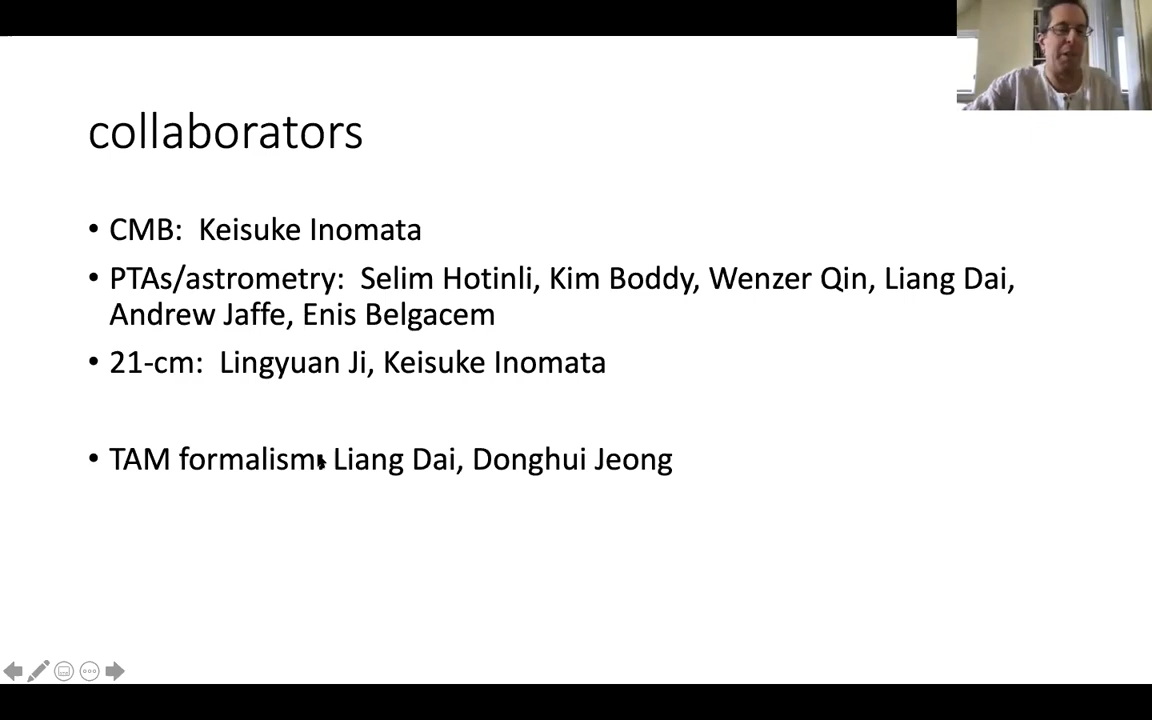 collaborators
• CMB: Keisuke Inomata
• PTAs/astrometry: Selim Hotinli, Kim Boddy, Wenzer Qin, Liang Dai,
Andrew Jaffe, Enis Belgacem
• 21-cm: Lingyuan Ji, Keisuke Inomata
• TAM formalism: Liang Dai, Donghui Jeong